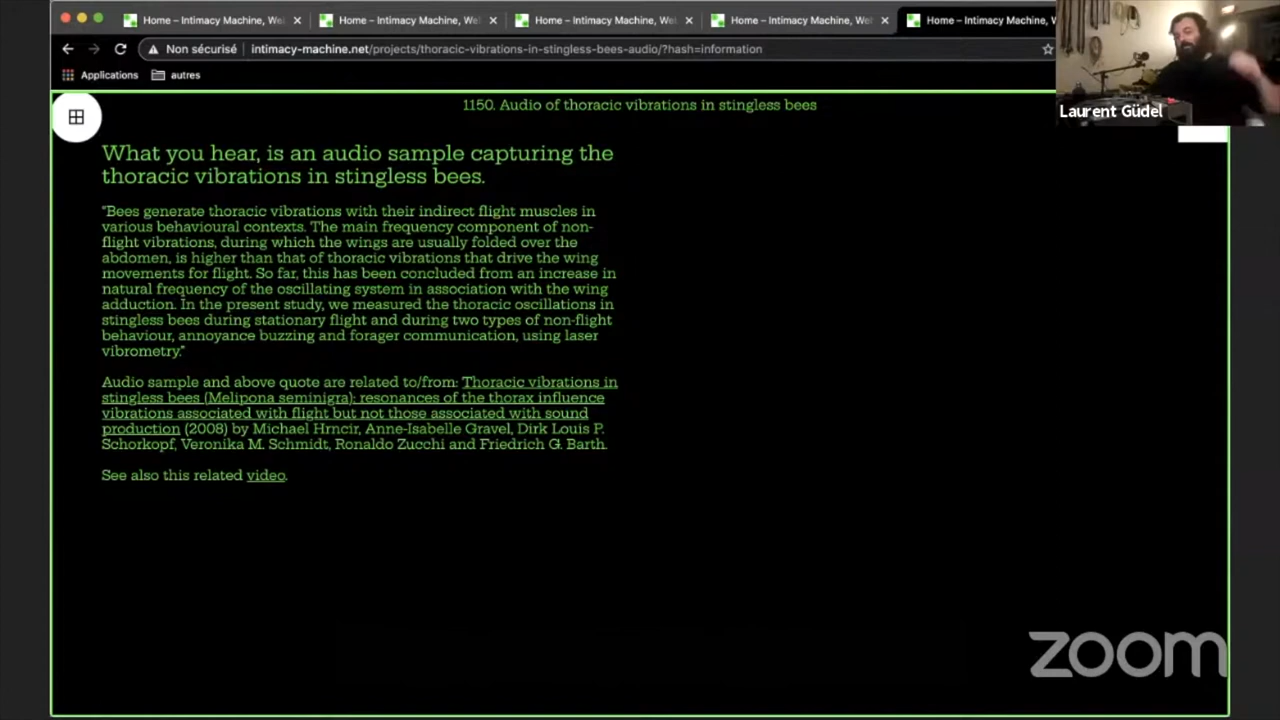 Home – Intimacy Machine, Wel
Home – Intimacy Machine, Wel
Home – Intimacy Machine, Wel
Home – Intimacy Machine, Wel
Home – Intimacy Machine, W
Non sécurisé
intimacy-machine.net/projects/thoracic-vibrations-in-stingless-bees-audio/?hash=information
Applications
autres
Laurent Güdel
1150. Audio of thoracic vibrations in stingless bees
What you hear, is an audio sample capturing the
thoracic vibrations in stingless bees.
"Bees generate thoracic vibrations with their indirect flight muscles in
various behavioural contexts. The main frequency component of non-
flight vibrations, during which the wings are usually folded over the
abdomen, is higher than that of thoracic vibrations that drive the wing
movements for flight. So far, this has been concluded from an increase in
natural frequency of the oscillating system in association with the wing
adduction. In the present study, we measured the thoracic oscillations in
stingless bees during stationary flight and during two types of non-flight
behaviour, annoyance buzzing and forager communication, using laser
vibrometry."
Audio sample and above quote are related to/from: Thoracic vibrations in
stingless bees (Melipona seminigra): resonances of the thorax influence
vibrations associated with flight but not those associated with sound
production (2008) by Michael Hrncir, Anne-Isabelle Gravel, Dirk Louis P.
Schorkopf, Veronika M. Schmidt, Ronaldo Zucchi and Friedrich G. Barth.
See also this related video.
zoom